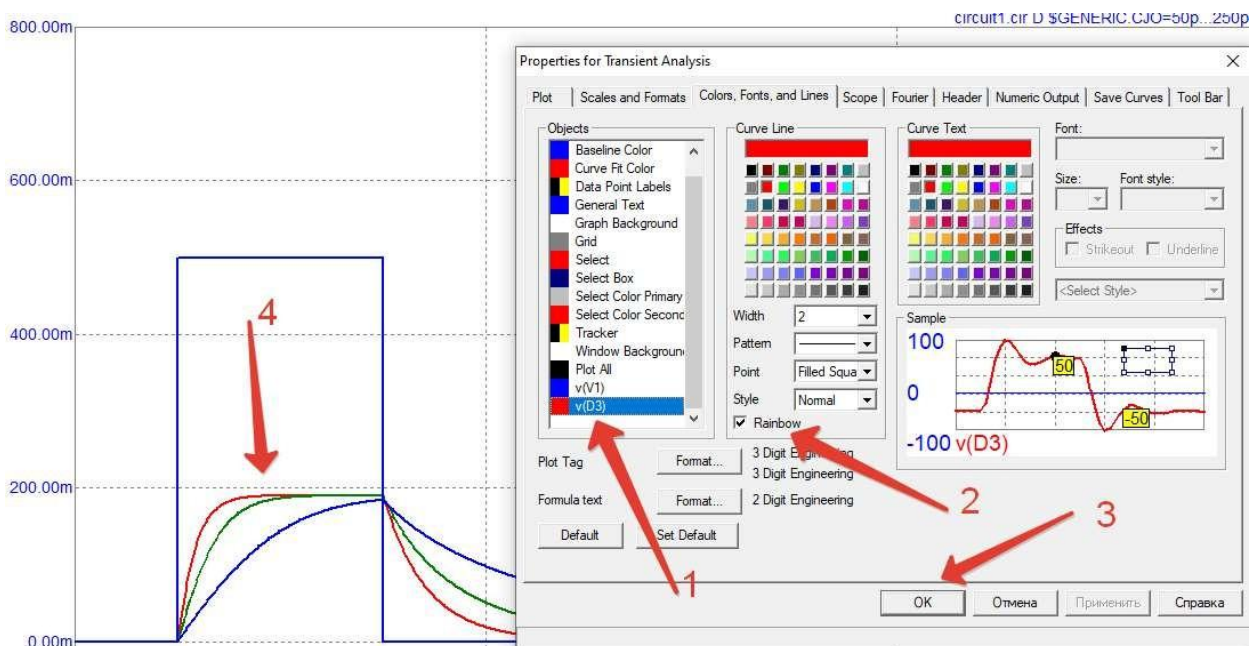 circuit1.cir D $GENERIC.CJO=50p...250p
800.00m
600.00m
400.00m
200.00m
0.00m
4
Properties for Transient Analysis
Plot
Scales and Formats
Colors, Fonts, and Lines
Scope
Fourier
Header
Numeric Output
Save Curves
Tool Bar
Objects
Baseline Color
Curve Fit Color
Data Point Labels
General Text
Graph Background
Grid
Select
Select Box
Select Color Primary
Select Color Second
Tracker
Window Background
Plot All
v(V1)
v(D3)
Curve Line
Width
2
Pattern
Point
Filled Squa
Style
Normal
Rainbow
Curve Text
Font:
Size:
Font style:
Effects
Strikeout
Underline
<Select Style>
Sample
100
50
0
-50
-100 v(D3)
Plot Tag
Format...
3 Digit Engineering
3 Digit Engineering
Formula text
Format...
2 Digit Engineering
Default
Set Default
1
2
3
OK
Отмена
Применить
Справка